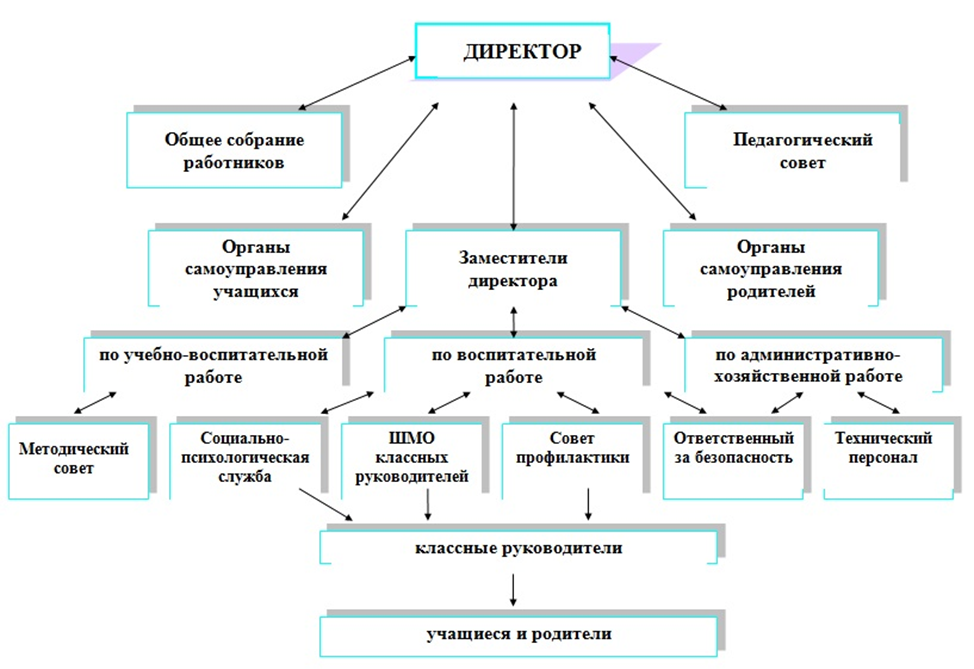 ДИРЕКТОР
Общее собрание
работников
Педагогический
совет
Органы
самоуправления
учащихся
Заместители
директора
Органы
самоуправления
родителей
по учебно-воспитательной
работе
по воспитательной
работе
по административно-
хозяйственной работе
Методический
совет
Социально-
психологическая
служба
ШМО
классных
руководителей
Совет
профилактики
Ответственный
за безопасность
Технический
персонал
классные руководители
учащиеся и родители